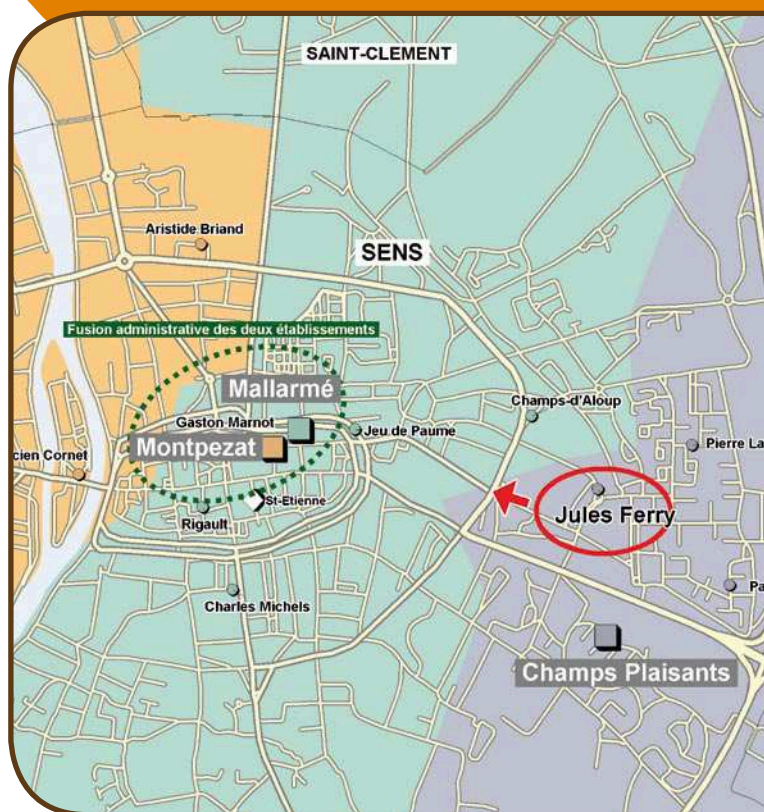 SAINT-CLEMENT
Aristide Briand
SENS
Fusion administrative des deux établissements
Mallarmé
Champs-d'Aloup
Gaston Marnot
Jeu de Paume
Montpezat
Pierre La
cien Cornet
St-Etienne
Jules Ferry
Rigault
Charles Michels
Pa
Champs Plaisants